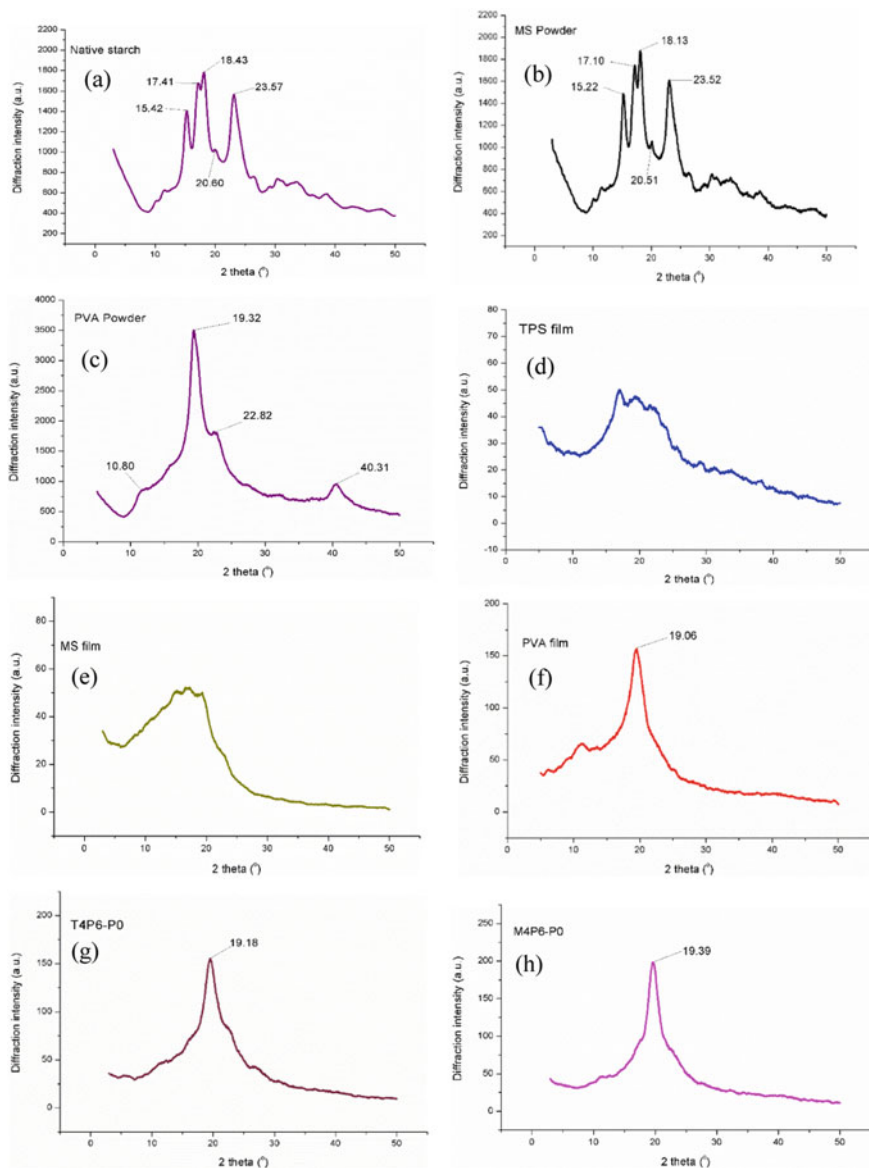 Native starch
(a)
18.43
17.41
23.57
15.42
20.60
Diffraction intensity (a.u.)
2200
2000
1800
1600
1400
1200
1000
800
600
400
200
0 10 20 30 40 50
2 theta (°)
MS Powder
(b)
18.13
17.10
23.52
15.22
20.51
Diffraction intensity (a.u.)
2200
2000
1800
1600
1400
1200
1000
800
600
400
200
0 10 20 30 40 50
2 theta (°)
PVA Powder
(c)
19.32
22.82
10.80
40.31
Diffraction intensity (a.u.)
4000
3500
3000
2500
2000
1500
1000
500
0
0 10 20 30 40 50
2 theta (°)
TPS film
(d)
Diffraction intensity (a.u.)
80
70
60
50
40
30
20
10
0
-10
0 10 20 30 40 50
2 theta (°)
MS film
(e)
Diffraction intensity (a.u.)
80
60
40
20
0
0 10 20 30 40 50
2 theta (°)
PVA film
(f)
19.06
Diffraction intensity (a.u.)
200
150
100
50
0
0 10 20 30 40 50
2 theta (°)
T4P6-P0
(g)
19.18
Diffraction intensity (a.u.)
225
200
150
100
50
0
0 10 20 30 40 50
2 theta (°)
M4P6-P0
(h)
19.39
Diffraction intensity (a.u.)
250
200
150
100
50
0
0 10 20 30 40 50
2 theta (°)